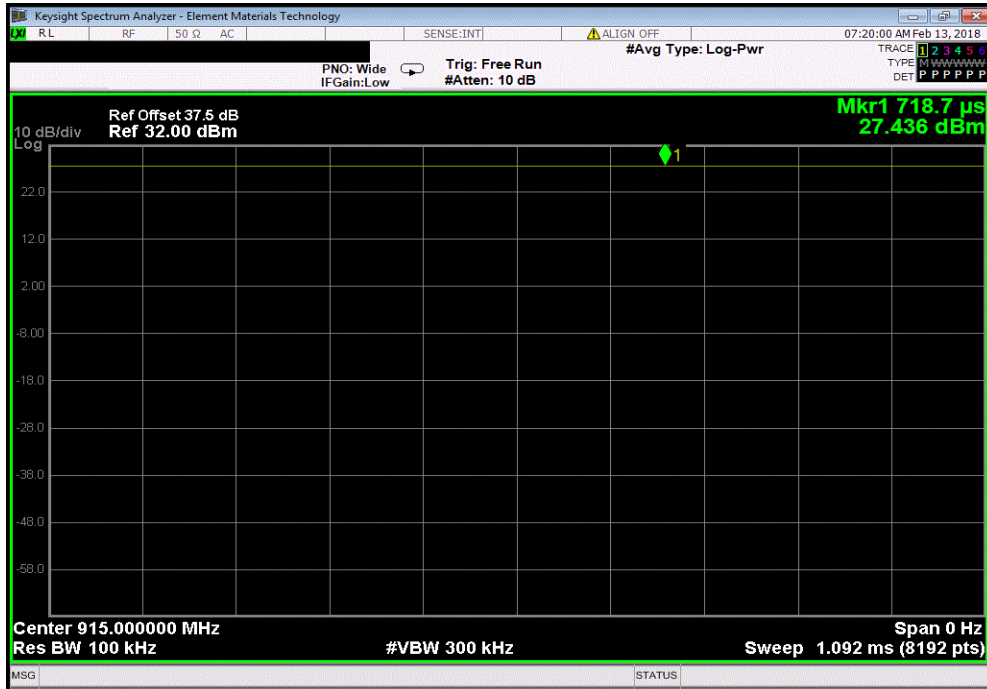 Keysight Spectrum Analyzer - Element Materials Technology
LXI RL RF 50 Ω AC SENSE:INT ALIGN OFF 07:20:00 AM Feb 13, 2018
#Avg Type: Log-Pwr
TRACE 1 2 3 4 5 6
TYPE M WWWWW
DET P P P P P P
PNO: Wide
IFGain:Low
Trig: Free Run
#Atten: 10 dB
Mkr1 718.7 µs
27.436 dBm
Ref Offset 37.5 dB
10 dB/div Ref 32.00 dBm
Log
1
22.0
12.0
2.00
-8.00
-18.0
-28.0
-38.0
-48.0
-58.0
Center 915.000000 MHz Span 0 Hz
Res BW 100 kHz #VBW 300 kHz Sweep 1.092 ms (8192 pts)
MSG STATUS